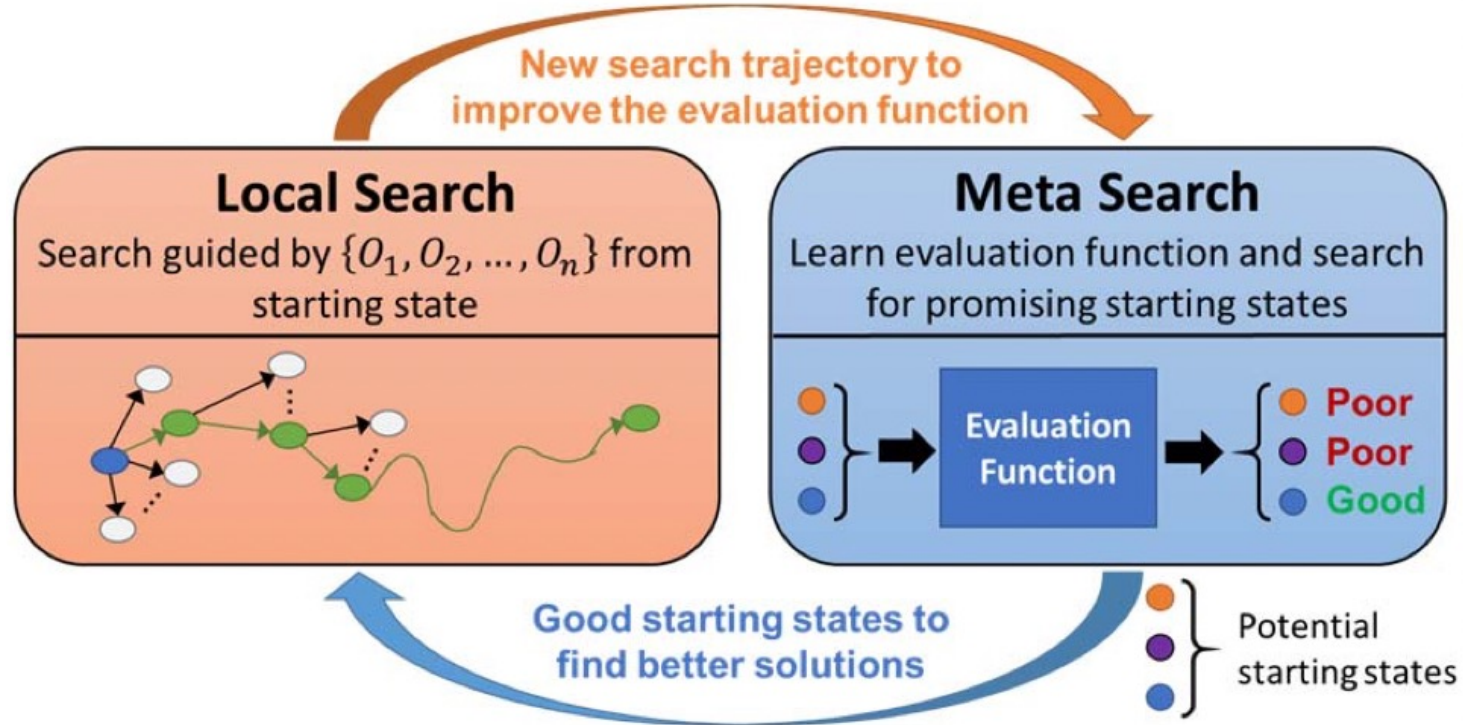 New search trajectory to
improve the evaluation function
Local Search
Search guided by {O₁, O₂, ..., Oₙ} from
starting state
Meta Search
Learn evaluation function and search
for promising starting states
Evaluation
Function
Poor
Poor
Good
Good starting states to
find better solutions
Potential
starting states